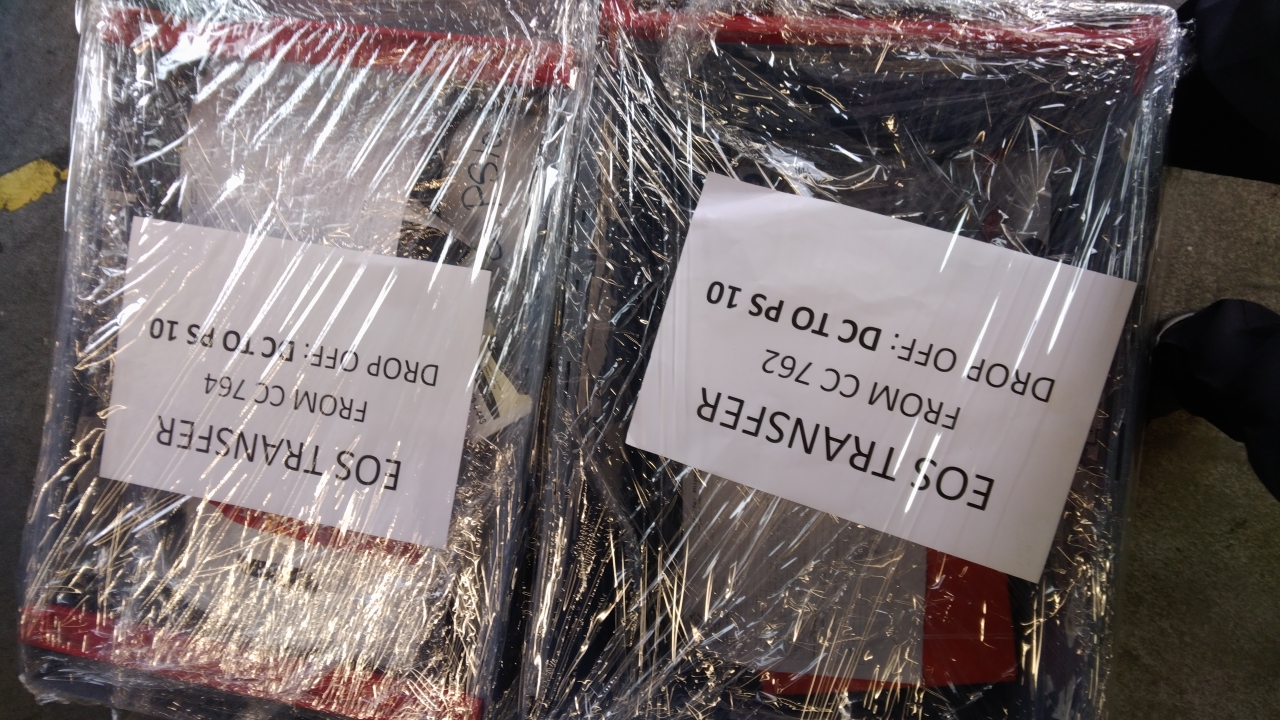 EOS TRANSFER
FROM CC 764
DROP OFF: DC TO PS 10
EOS TRANSFER
FROM CC 762
DROP OFF: DC TO PS 10